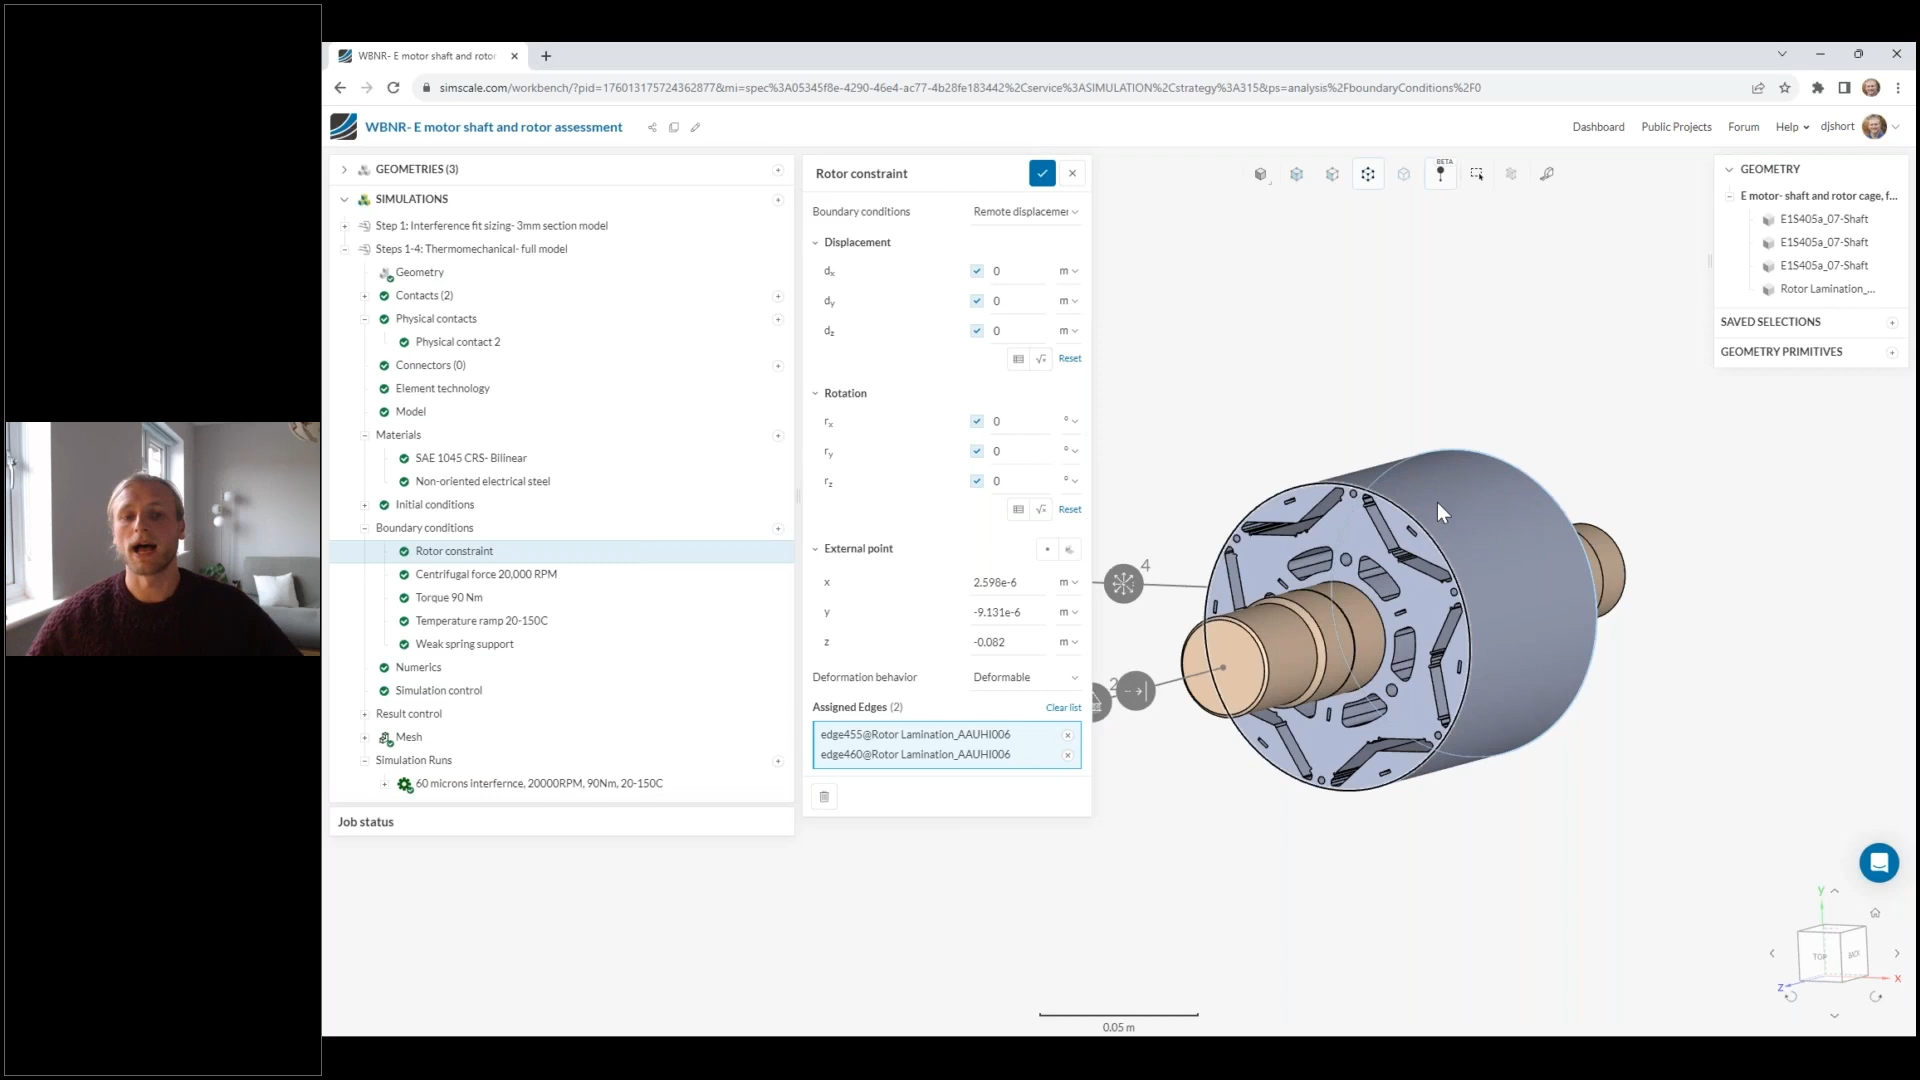 WBNR- E motor shaft and rotor
simscale.com/workbench/?pid=176013175724362877&mi=spec%3A05345f8e-4290-46e4-ac77-4b28fe183442%2Cservice%3ASIMULATION%2Cstrategy%3A315&ps=analysis%2FboundaryConditions%2F0
WBNR- E motor shaft and rotor assessment
Dashboard
Public Projects
Forum
Help
djshort
GEOMETRIES (3)
SIMULATIONS
Step 1: Interference fit sizing- 3mm section model
Steps 1-4: Thermomechanical- full model
Geometry
Contacts (2)
Physical contacts
Physical contact 2
Connectors (0)
Element technology
Model
Materials
SAE 1045 CRS- Bilinear
Non-oriented electrical steel
Initial conditions
Boundary conditions
Rotor constraint
Centrifugal force 20,000 RPM
Torque 90 Nm
Temperature ramp 20-150C
Weak spring support
Numerics
Simulation control
Result control
Mesh
Simulation Runs
60 microns interfernce, 20000RPM, 90Nm, 20-150C
Job status
Rotor constraint
Boundary conditions Remote displacemer
Displacement
dx 0 m
dy 0 m
dz 0 m
Reset
Rotation
rx 0 °
ry 0 °
rz 0 °
Reset
External point
x 2.598e-6 m
y -9.131e-6 m
z -0.082 m
Deformation behavior Deformable
Assigned Edges (2) Clear list
edge455@Rotor Lamination_AAUHI006
edge460@Rotor Lamination_AAUHI006
BETA
4
2
0.05 m
GEOMETRY
E motor- shaft and rotor cage, f...
E1S405a_07-Shaft
E1S405a_07-Shaft
E1S405a_07-Shaft
Rotor Lamination_...
SAVED SELECTIONS
GEOMETRY PRIMITIVES
Y
TOP
BACK
X
Z